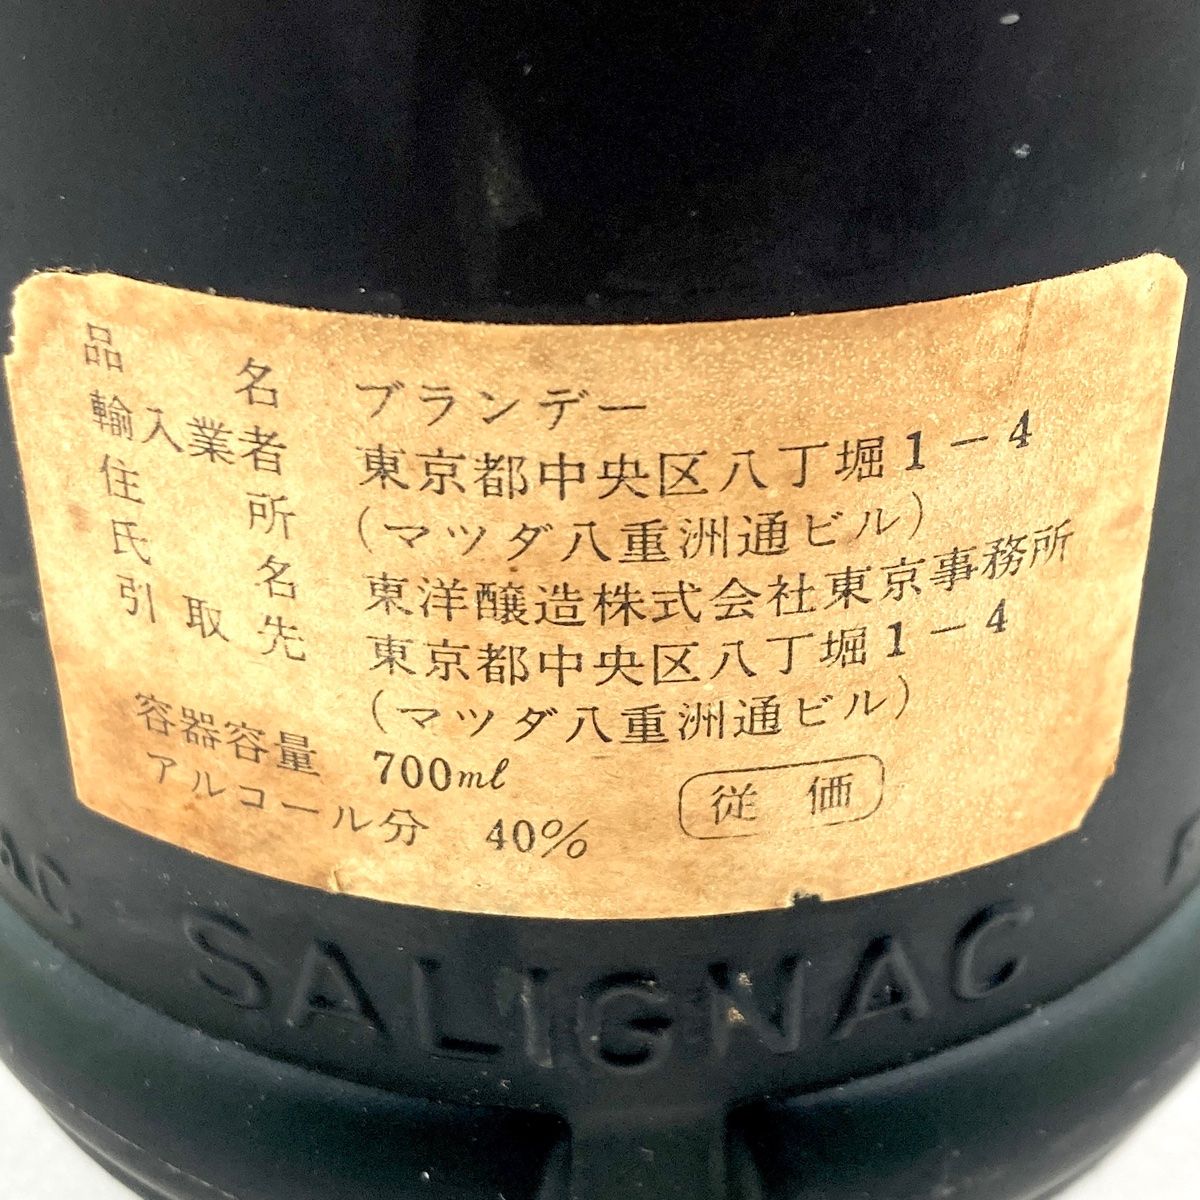 品名 ブランデー
輸入業者 東京都中央区八丁堀1-4
住所 (マツダ八重洲通ビル)
氏名 東洋醸造株式会社東京事務所
引取先 東京都中央区八丁堀1-4
(マツダ八重洲通ビル)
容器容量 700ml
アルコール分 40% 従価
SALIGNAC